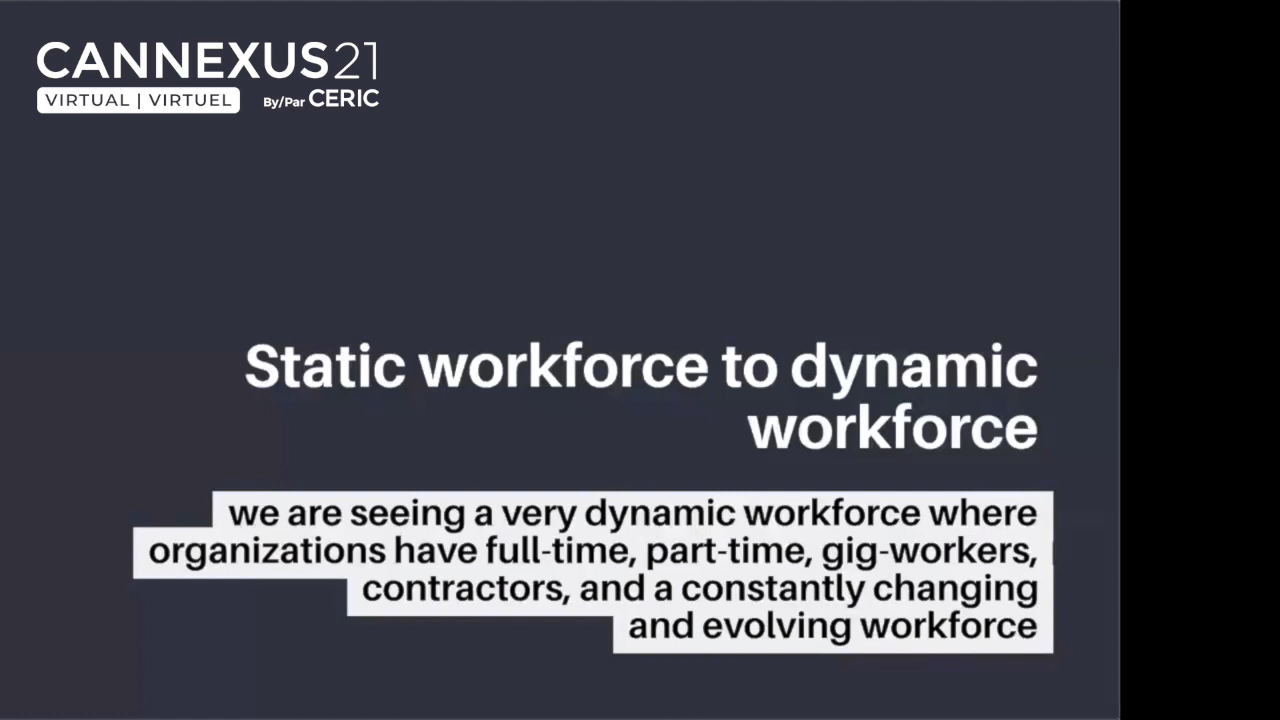 CANNEXUS21
VIRTUAL | VIRTUEL By/Par CERIC
Static workforce to dynamic
workforce
we are seeing a very dynamic workforce where
organizations have full-time, part-time, gig-workers,
contractors, and a constantly changing
and evolving workforce